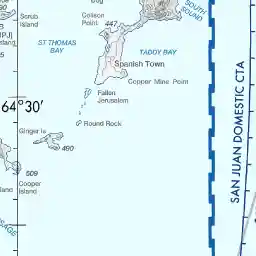 Scrub
Island
Colison
Point
447
SOUTH
SOUND
ST THOMAS
BAY
TADDY BAY
Spanish Town
Copper Mine Point
Fallen
Jerusalem
64°30'
Round Rock
Ginger Is
490
509
Cooper
Island
SAN JUAN DOMESTIC CTA